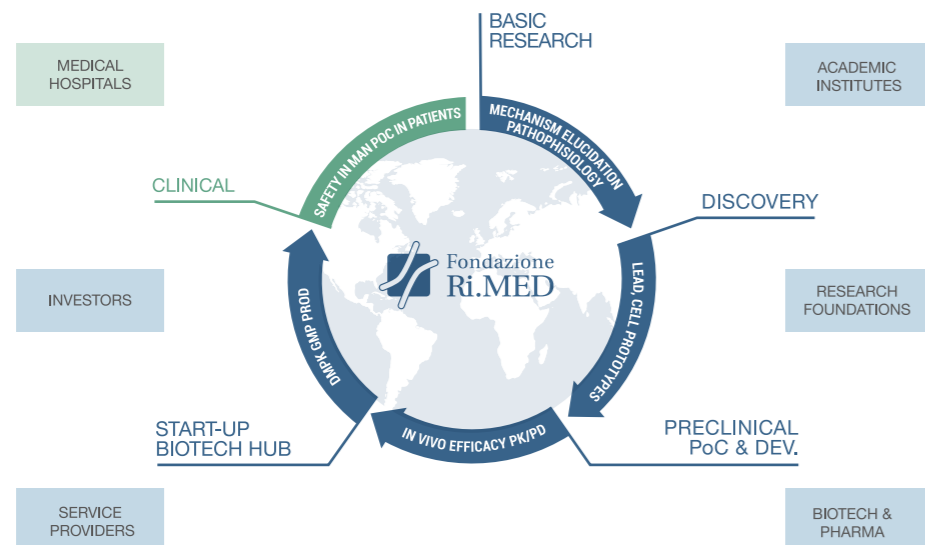 BASIC
RESEARCH
MEDICAL
HOSPITALS
ACADEMIC
INSTITUTES
MECHANISM ELUCIDATION
PATHOPHISIOLOGY
SAFETY IN MAN POC IN PATIENTS
CLINICAL
DISCOVERY
Fondazione
Ri.MED
INVESTORS
RESEARCH
FOUNDATIONS
LEAD, CELL PROTOTYPES
DMPK GMP PROD
IN VIVO EFFICACY PK/PD
START-UP
BIOTECH HUB
PRECLINICAL
PoC & DEV.
SERVICE
PROVIDERS
BIOTECH &
PHARMA